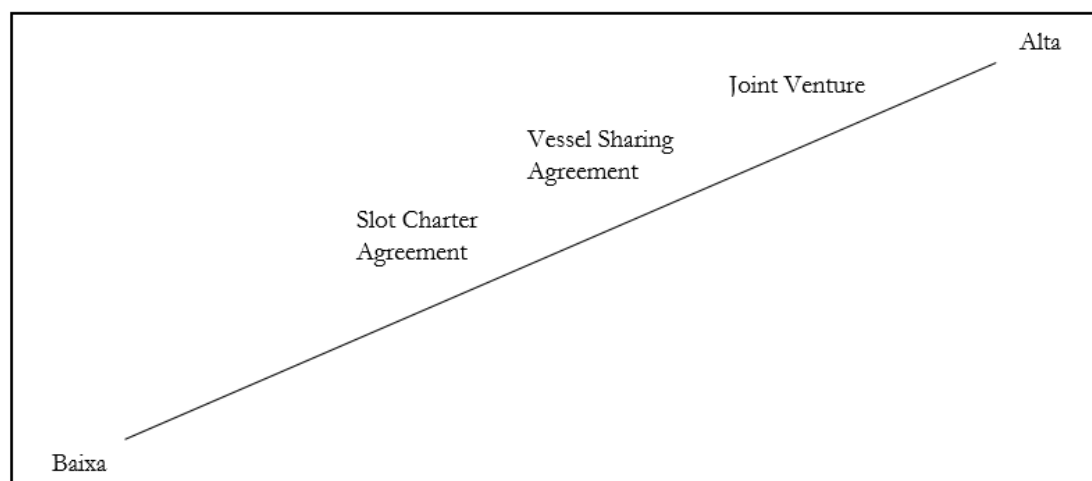 Alta
Joint Venture
Vessel Sharing
Agreement
Slot Charter
Agreement
Baixa